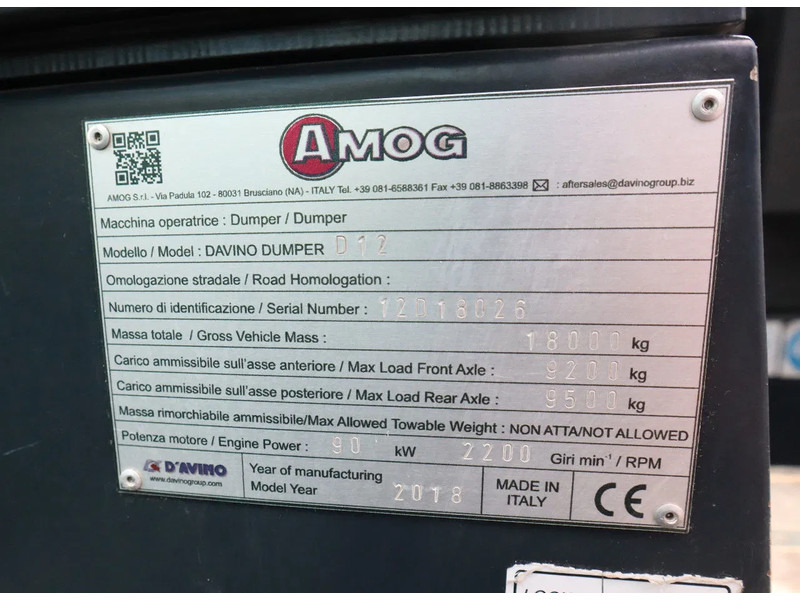 AMOG
AMOG S.r.l. - Via Padula 102 - 80031 Brusciano (NA) - ITALY Tel. +39 081-6588361 Fax +39 081-8863398 : aftersales@davinogroup.biz
Macchina operatrice : Dumper / Dumper
Modello / Model : DAVINO DUMPER D12
Omologazione stradale / Road Homologation :
Numero di identificazione / Serial Number : 12D18026
Massa totale / Gross Vehicle Mass : 18000 kg
Carico ammissibile sull'asse anteriore / Max Load Front Axle : 9200 kg
Carico ammissibile sull'asse posteriore / Max Load Rear Axle : 9500 kg
Massa rimorchiabile ammissibile/Max Allowed Towable Weight : NON ATTA/NOT ALLOWED
Potenza motore / Engine Power : 90 kW 2200 Giri min⁻¹ / RPM
D'AVINO
www.davinogroup.com
Year of manufacturing
Model Year 2018
MADE IN
ITALY
CE